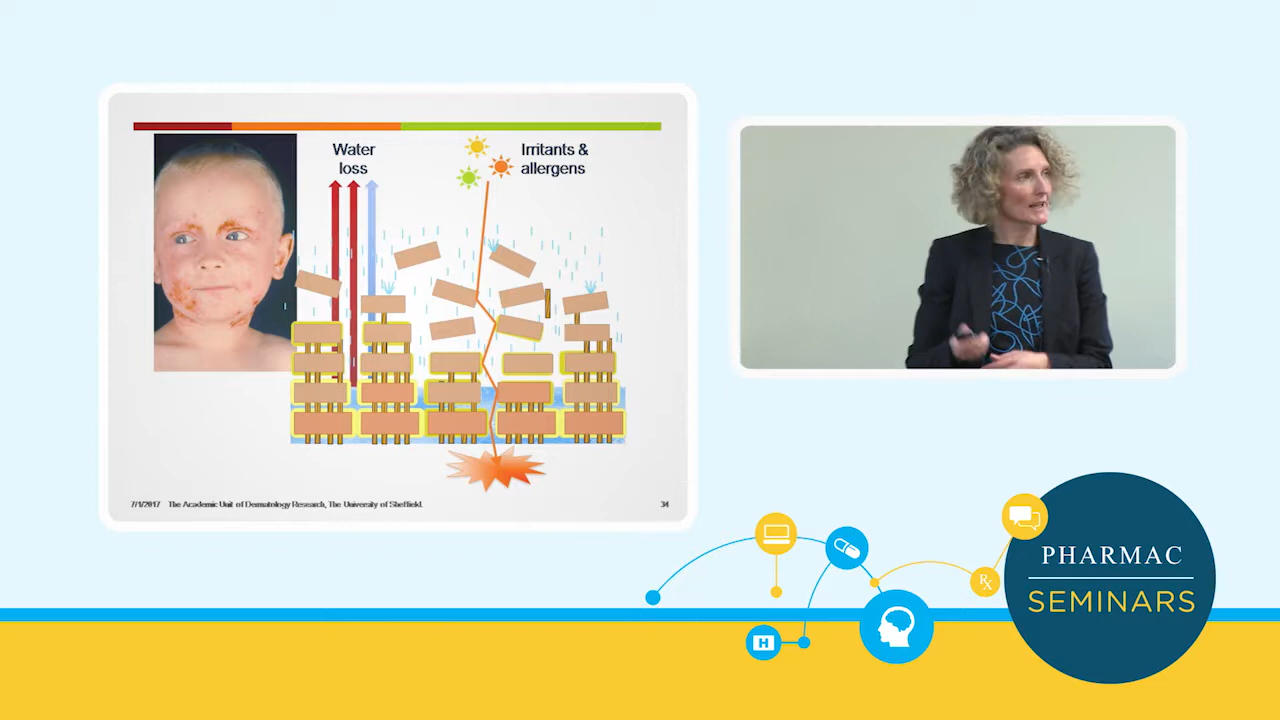 Water
loss
Irritants &
allergens
7/1/2017 The Academic Unit of Dermatology Research, The University of Sheffield.
34
PHARMAC
SEMINARS
Rx
H